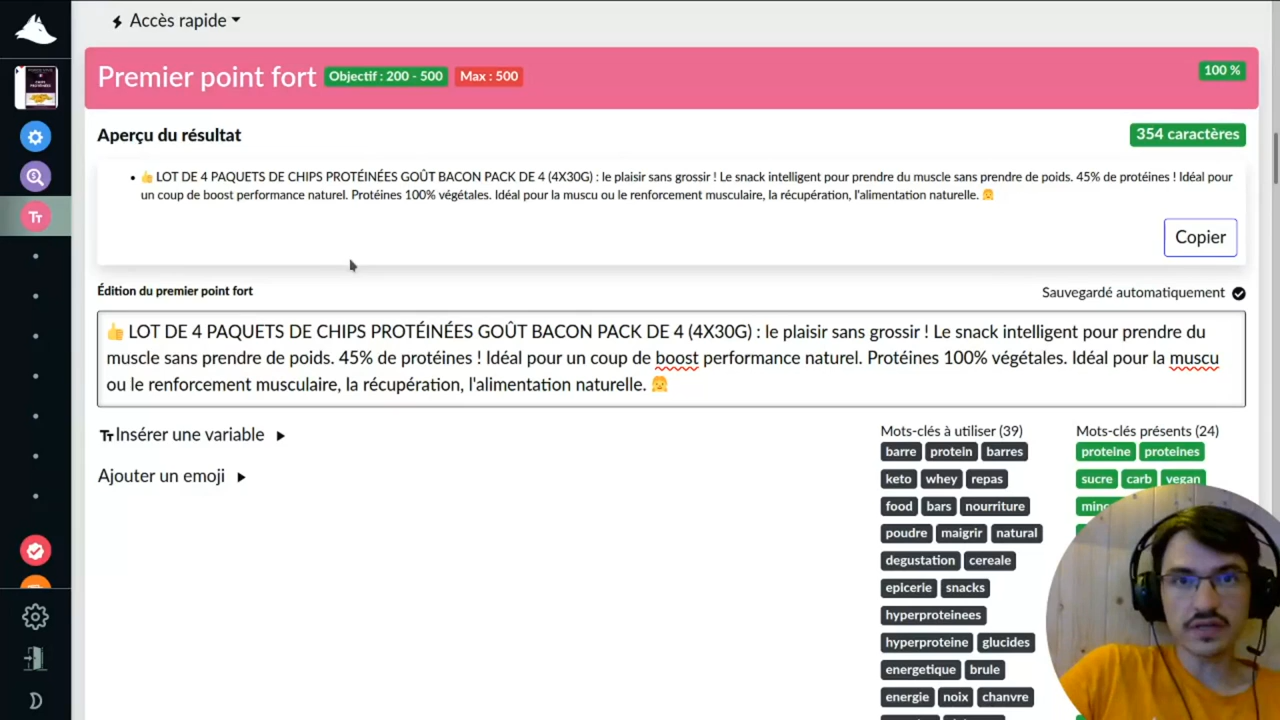 Accès rapide
Premier point fort Objectif : 200 - 500 Max : 500 100 %
Aperçu du résultat 354 caractères
• 👍 LOT DE 4 PAQUETS DE CHIPS PROTÉINÉES GOÛT BACON PACK DE 4 (4X30G) : le plaisir sans grossir ! Le snack intelligent pour prendre du muscle sans prendre de poids. 45% de protéines ! Idéal pour
un coup de boost performance naturel. Protéines 100% végétales. Idéal pour la muscu ou le renforcement musculaire, la récupération, l'alimentation naturelle.
Copier
Édition du premier point fort Sauvegardé automatiquement
👍 LOT DE 4 PAQUETS DE CHIPS PROTÉINÉES GOÛT BACON PACK DE 4 (4X30G) : le plaisir sans grossir ! Le snack intelligent pour prendre du
muscle sans prendre de poids. 45% de protéines ! Idéal pour un coup de boost performance naturel. Protéines 100% végétales. Idéal pour la muscu
ou le renforcement musculaire, la récupération, l'alimentation naturelle.
Tт Insérer une variable
Ajouter un emoji
Mots-clés à utiliser (39) Mots-clés présents (24)
barre protein barres proteine proteines
keto whey repas sucre carb vegan
food bars nourriture
poudre maigrir natural
degustation cereale
epicerie snacks
hyperproteinees
hyperproteine glucides
energetique brule
energie noix chanvre